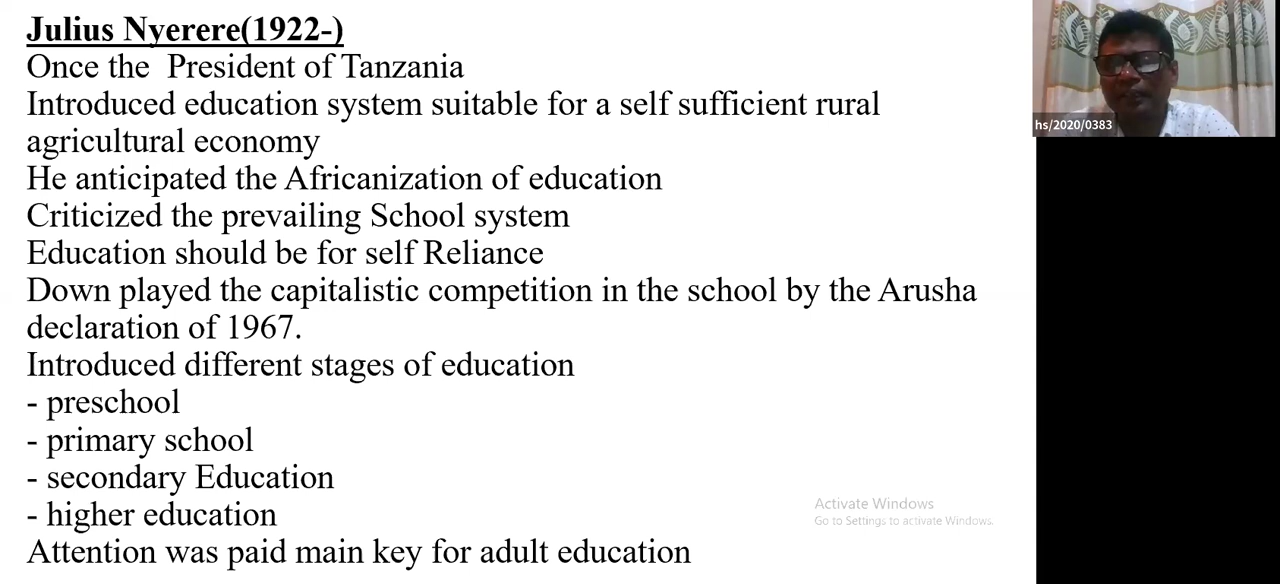 Julius Nyerere(1922-)
Once the  President of Tanzania
Introduced education system suitable for a self sufficient rural
agricultural economy
He anticipated the Africanization of education
Criticized the prevailing School system
Education should be for self Reliance
Down played the capitalistic competition in the school by the Arusha
declaration of 1967.
Introduced different stages of education
- preschool
- primary school
- secondary Education
- higher education
Attention was paid main key for adult education
hs/2020/0383
Activate Windows
Go to Settings to activate Windows.